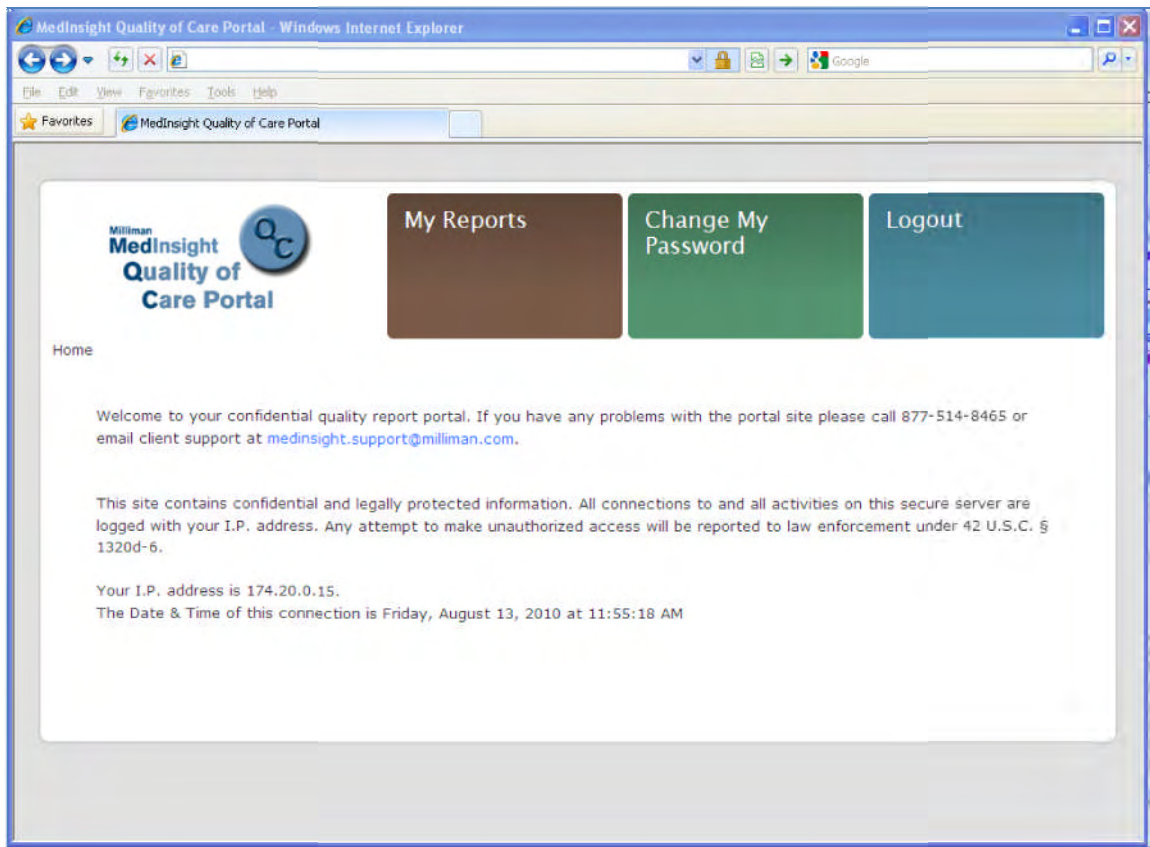 MedInsight Quality of Care Portal - Windows Internet Explorer
Google
File Edit View Favorites Tools Help
Favorites
MedInsight Quality of Care Portal
Milliman
MedInsight
Quality of
Care Portal
QC
My Reports
Change My
Password
Logout
Home
Welcome to your confidential quality report portal. If you have any problems with the portal site please call 877-514-8465 or
email client support at medinsight.support@milliman.com.
This site contains confidential and legally protected information. All connections to and all activities on this secure server are
logged with your I.P. address. Any attempt to make unauthorized access will be reported to law enforcement under 42 U.S.C. §
1320d-6.
Your I.P. address is 174.20.0.15.
The Date & Time of this connection is Friday, August 13, 2010 at 11:55:18 AM